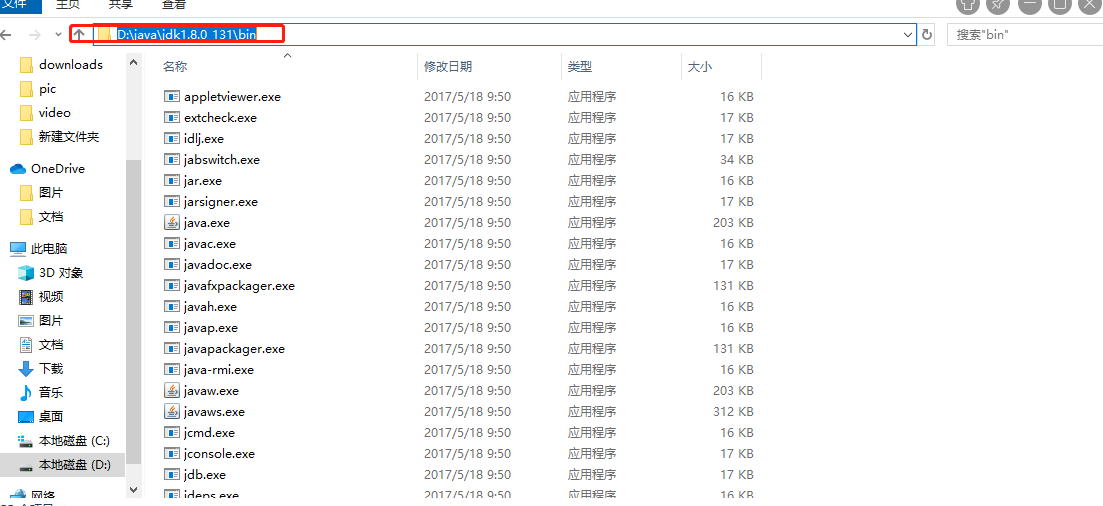 文件 主页 共享 查看
D:\java\jdk1.8.0_131\bin
搜索"bin"
downloads
pic
video
新建文件夹
OneDrive
图片
文档
此电脑
3D 对象
视频
图片
文档
下载
音乐
桌面
本地磁盘 (C:)
本地磁盘 (D:)
网络
名称 修改日期 类型 大小
appletviewer.exe 2017/5/18 9:50 应用程序 16 KB
extcheck.exe 2017/5/18 9:50 应用程序 17 KB
idlj.exe 2017/5/18 9:50 应用程序 17 KB
jabswitch.exe 2017/5/18 9:50 应用程序 34 KB
jar.exe 2017/5/18 9:50 应用程序 16 KB
jarsigner.exe 2017/5/18 9:50 应用程序 17 KB
java.exe 2017/5/18 9:50 应用程序 203 KB
javac.exe 2017/5/18 9:50 应用程序 16 KB
javadoc.exe 2017/5/18 9:50 应用程序 17 KB
javafxpackager.exe 2017/5/18 9:50 应用程序 131 KB
javah.exe 2017/5/18 9:50 应用程序 16 KB
javap.exe 2017/5/18 9:50 应用程序 16 KB
javapackager.exe 2017/5/18 9:50 应用程序 131 KB
java-rmi.exe 2017/5/18 9:50 应用程序 16 KB
javaw.exe 2017/5/18 9:50 应用程序 203 KB
javaws.exe 2017/5/18 9:50 应用程序 312 KB
jcmd.exe 2017/5/18 9:50 应用程序 16 KB
jconsole.exe 2017/5/18 9:50 应用程序 17 KB
jdb.exe 2017/5/18 9:50 应用程序 17 KB
jdeps.exe 2017/5/18 9:50 应用程序 16 KB